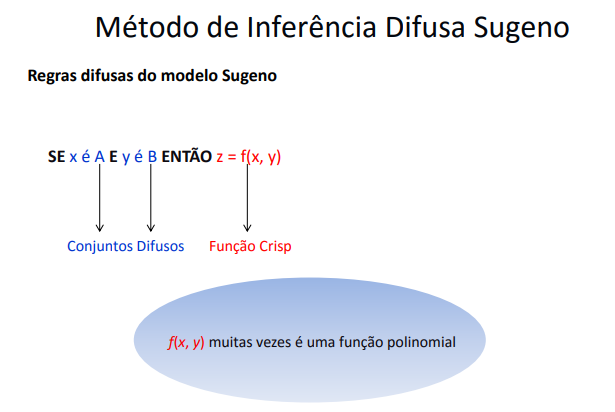 Método de Inferência Difusa Sugeno
Regras difusas do modelo Sugeno
SE x é A E y é B ENTÃO z = f(x, y)
Conjuntos Difusos Função Crisp
f(x, y) muitas vezes é uma função polinomial